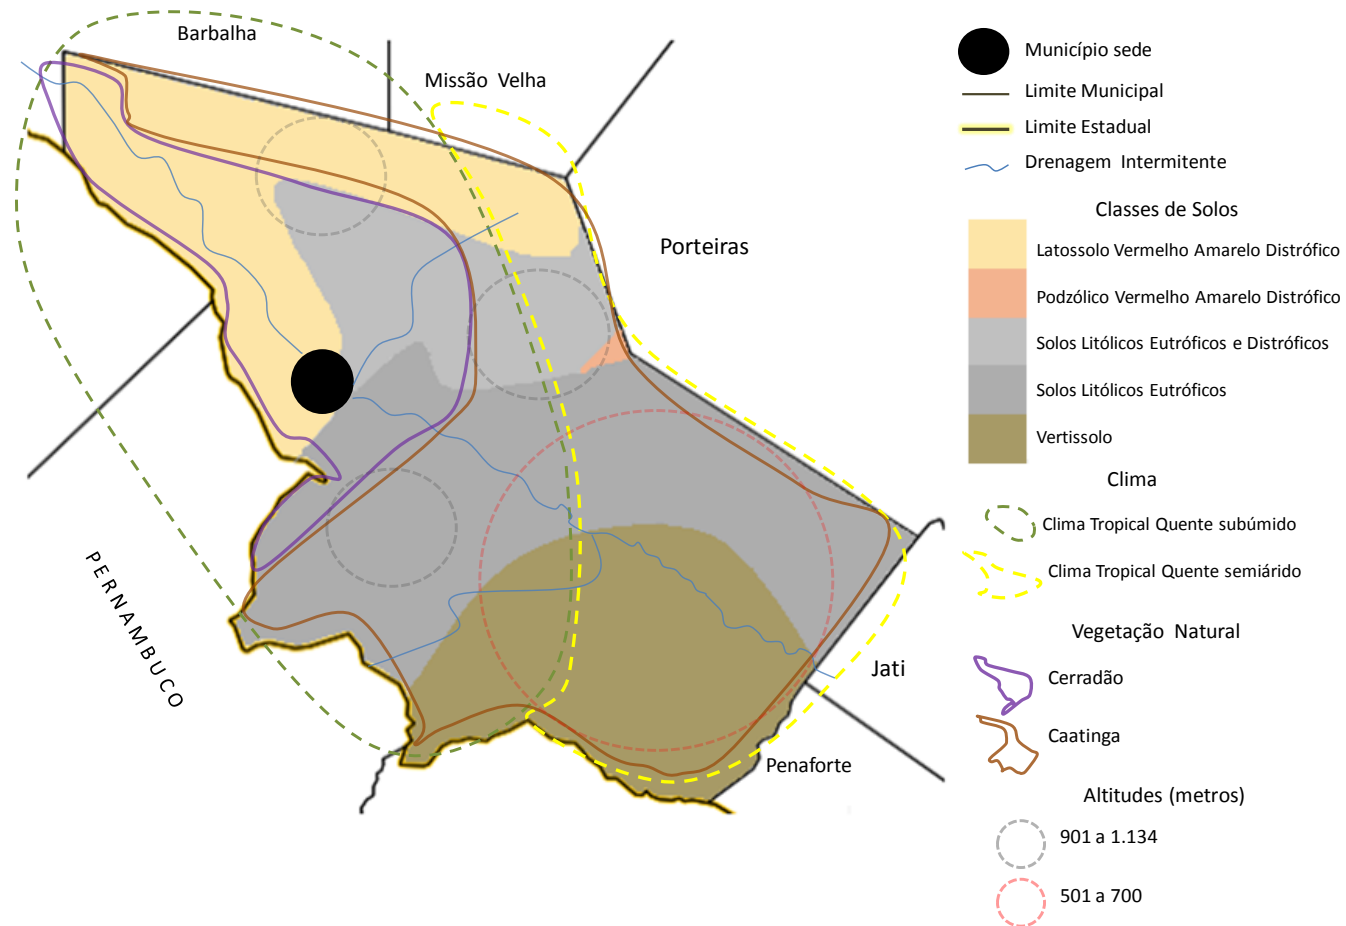 Barbalha
Missão Velha
Porteiras
PERNAMBUCO
Jati
Penaforte
Município sede
Limite Municipal
Limite Estadual
Drenagem Intermitente
Classes de Solos
Latossolo Vermelho Amarelo Distrófico
Podzólico Vermelho Amarelo Distrófico
Solos Litólicos Eutróficos e Distróficos
Solos Litólicos Eutróficos
Vertissolo
Clima
Clima Tropical Quente subúmido
Clima Tropical Quente semiárido
Vegetação Natural
Cerradão
Caatinga
Altitudes (metros)
901 a 1.134
501 a 700